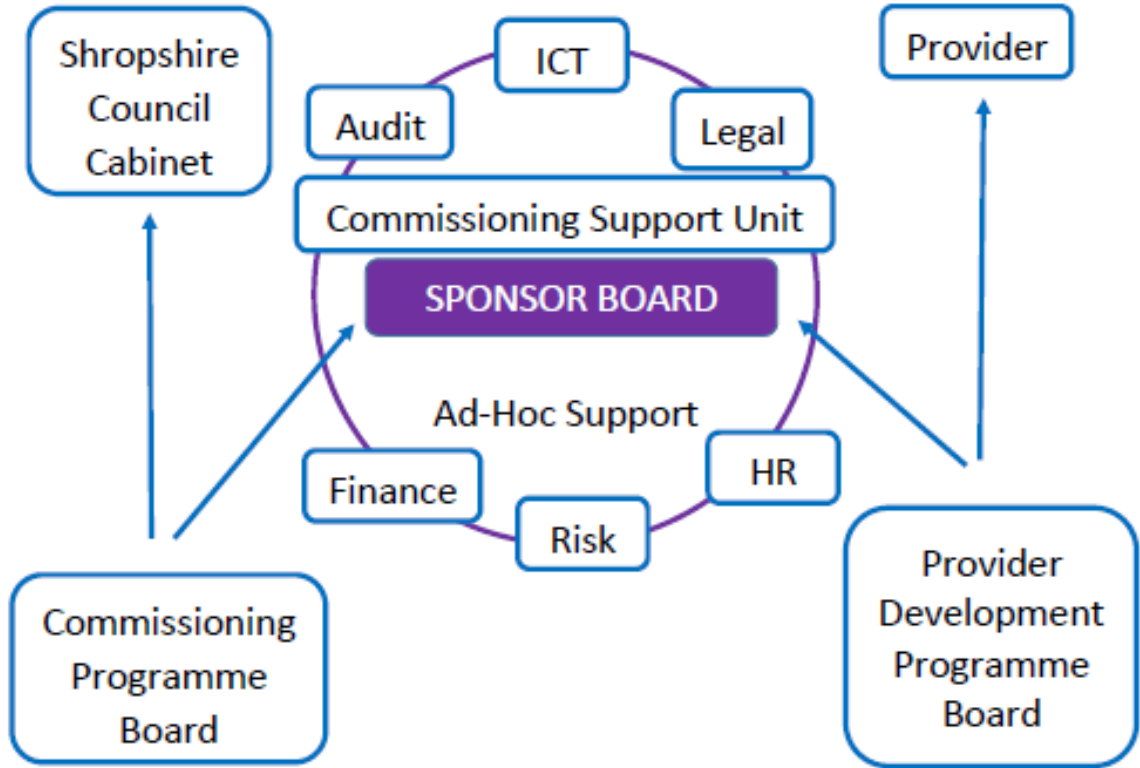 Shropshire
Council
Cabinet
ICT
Provider
Audit
Legal
Commissioning Support Unit
SPONSOR BOARD
Ad-Hoc Support
Finance
HR
Risk
Commissioning
Programme
Board
Provider
Development
Programme
Board